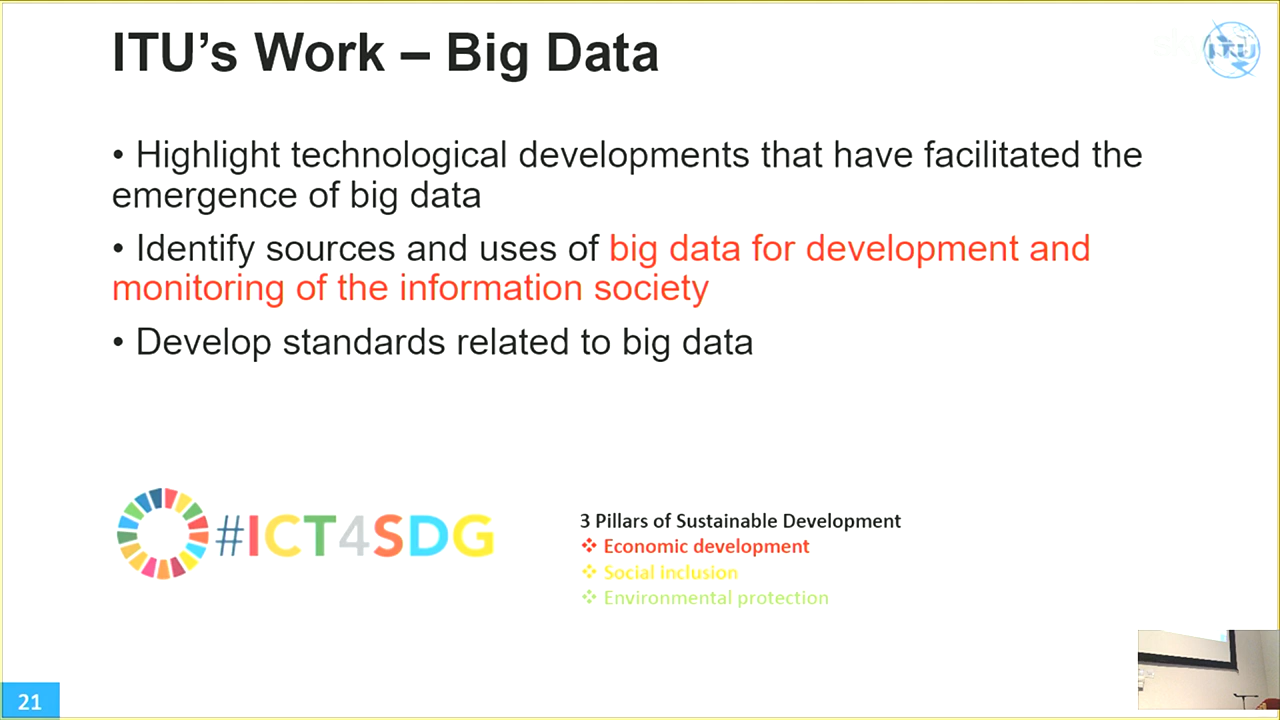 ITU's Work – Big Data
ITU
• Highlight technological developments that have facilitated the
emergence of big data
• Identify sources and uses of big data for development and
monitoring of the information society
• Develop standards related to big data
#ICT4SDG
3 Pillars of Sustainable Development
❖ Economic development
❖ Social inclusion
❖ Environmental protection
21